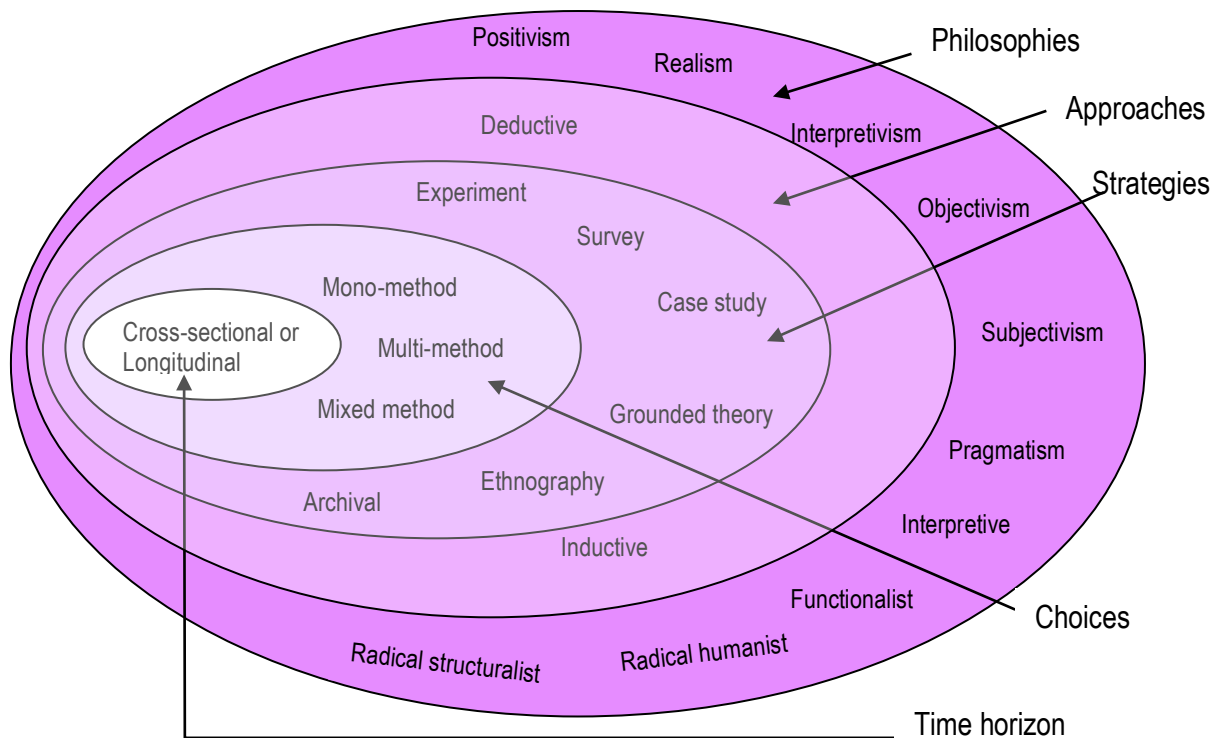 Positivism
Philosophies
Realism
Approaches
Deductive
Interpretivism
Strategies
Experiment
Objectivism
Survey
Mono-method
Case study
Cross-sectional or
Longitudinal
Multi-method
Subjectivism
Mixed method
Grounded theory
Pragmatism
Ethnography
Archival
Interpretive
Inductive
Functionalist
Choices
Radical humanist
Radical structuralist
Time horizon